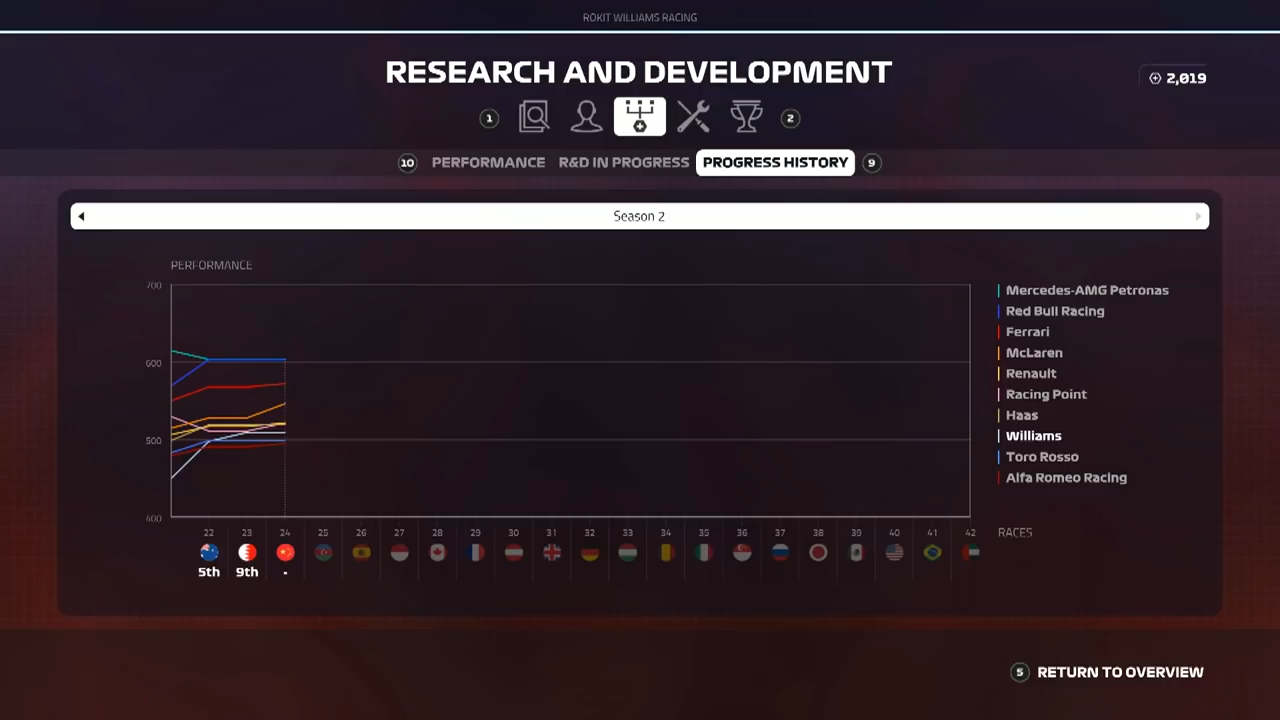 ROKIT WILLIAMS RACING
RESEARCH AND DEVELOPMENT
2,019
1 2
10 PERFORMANCE R&D IN PROGRESS PROGRESS HISTORY 9
Season 2
PERFORMANCE
700
600
500
400
Mercedes-AMG Petronas
Red Bull Racing
Ferrari
McLaren
Renault
Racing Point
Haas
Williams
Toro Rosso
Alfa Romeo Racing
22 23 24 25 26 27 28 29 30 31 32 33 34 35 36 37 38 39 40 41 42 RACES
5th 9th -
5 RETURN TO OVERVIEW